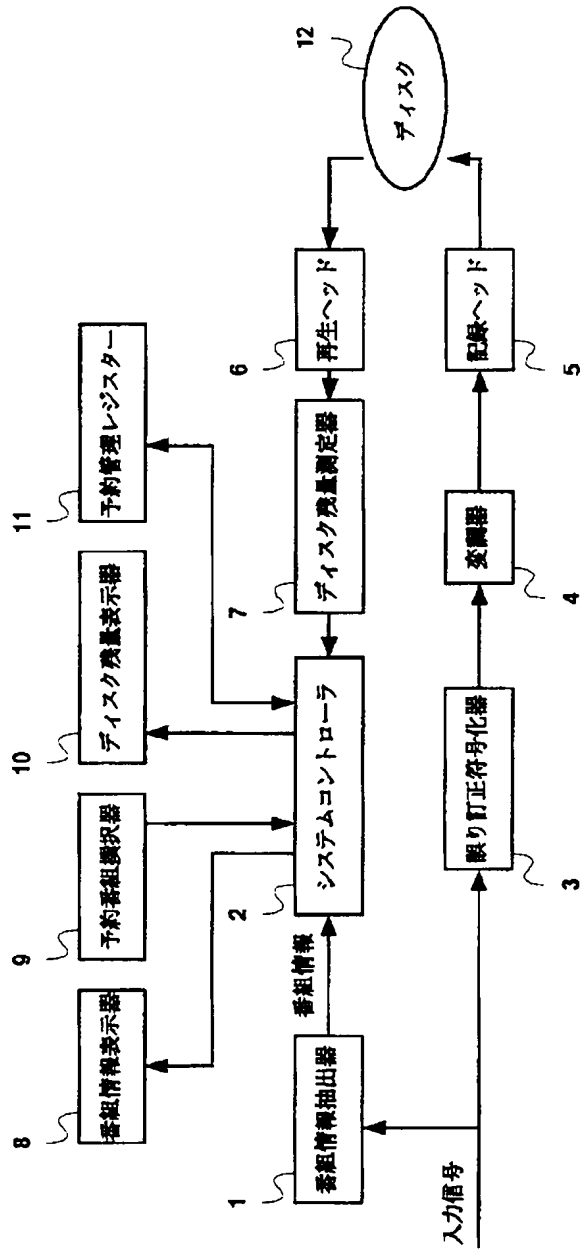 8
番組情報表示器
9
予約番組選択器
10
ディスク残量表示器
11
予約管理レジスター
1
番組情報抽出器
番組情報
2
システムコントローラ
7
ディスク残量測定器
6
再生ヘッド
12
ディスク
入力信号
3
誤り訂正符号化器
4
変調器
5
記録ヘッド